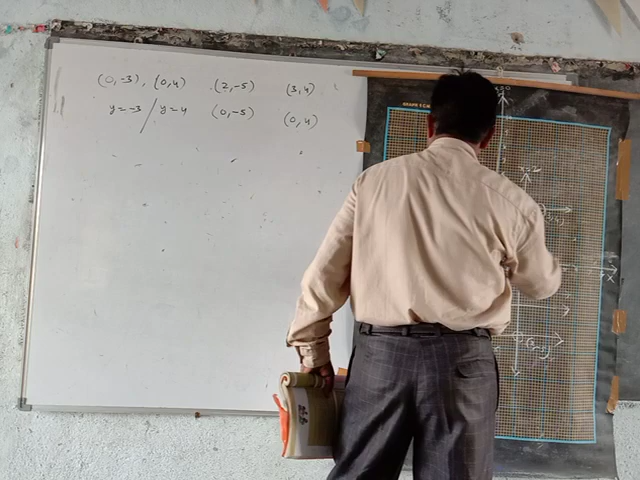 (0,-3), (0,4) (2,-5) (3,4)
y=-3 / y=4 (0,-5) (0,4)